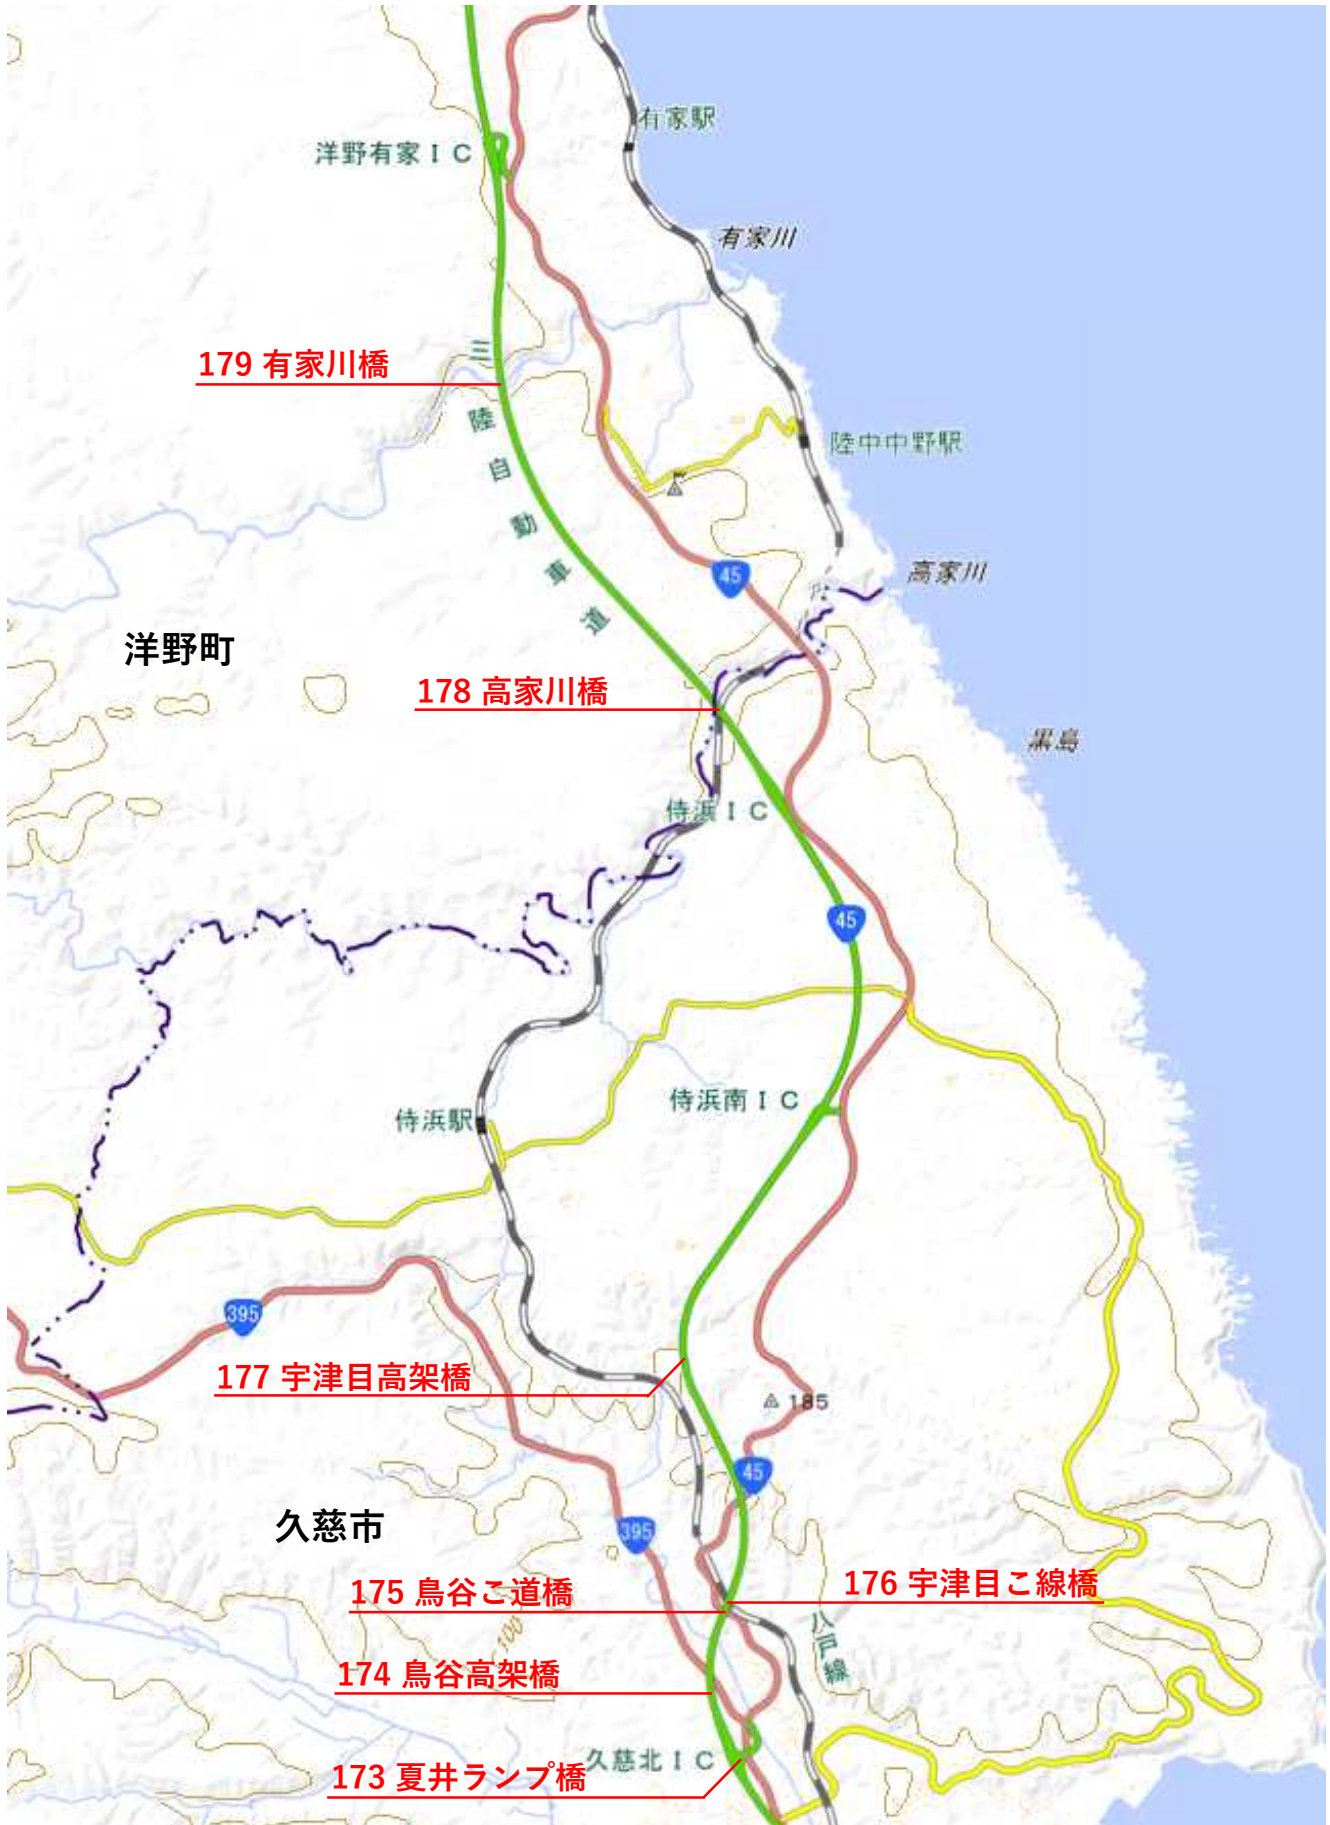 有家駅
洋野有家ＩＣ
有家川
179 有家川橋
三陸自動車道
陸中中野駅
45
高家川
洋野町
178 高家川橋
黒島
侍浜ＩＣ
45
侍浜南ＩＣ
侍浜駅
395
177 宇津目高架橋
185
45
久慈市
395
175 鳥谷こ道橋
176 宇津目こ線橋
100
八戸線
174 鳥谷高架橋
久慈北ＩＣ
173 夏井ランプ橋